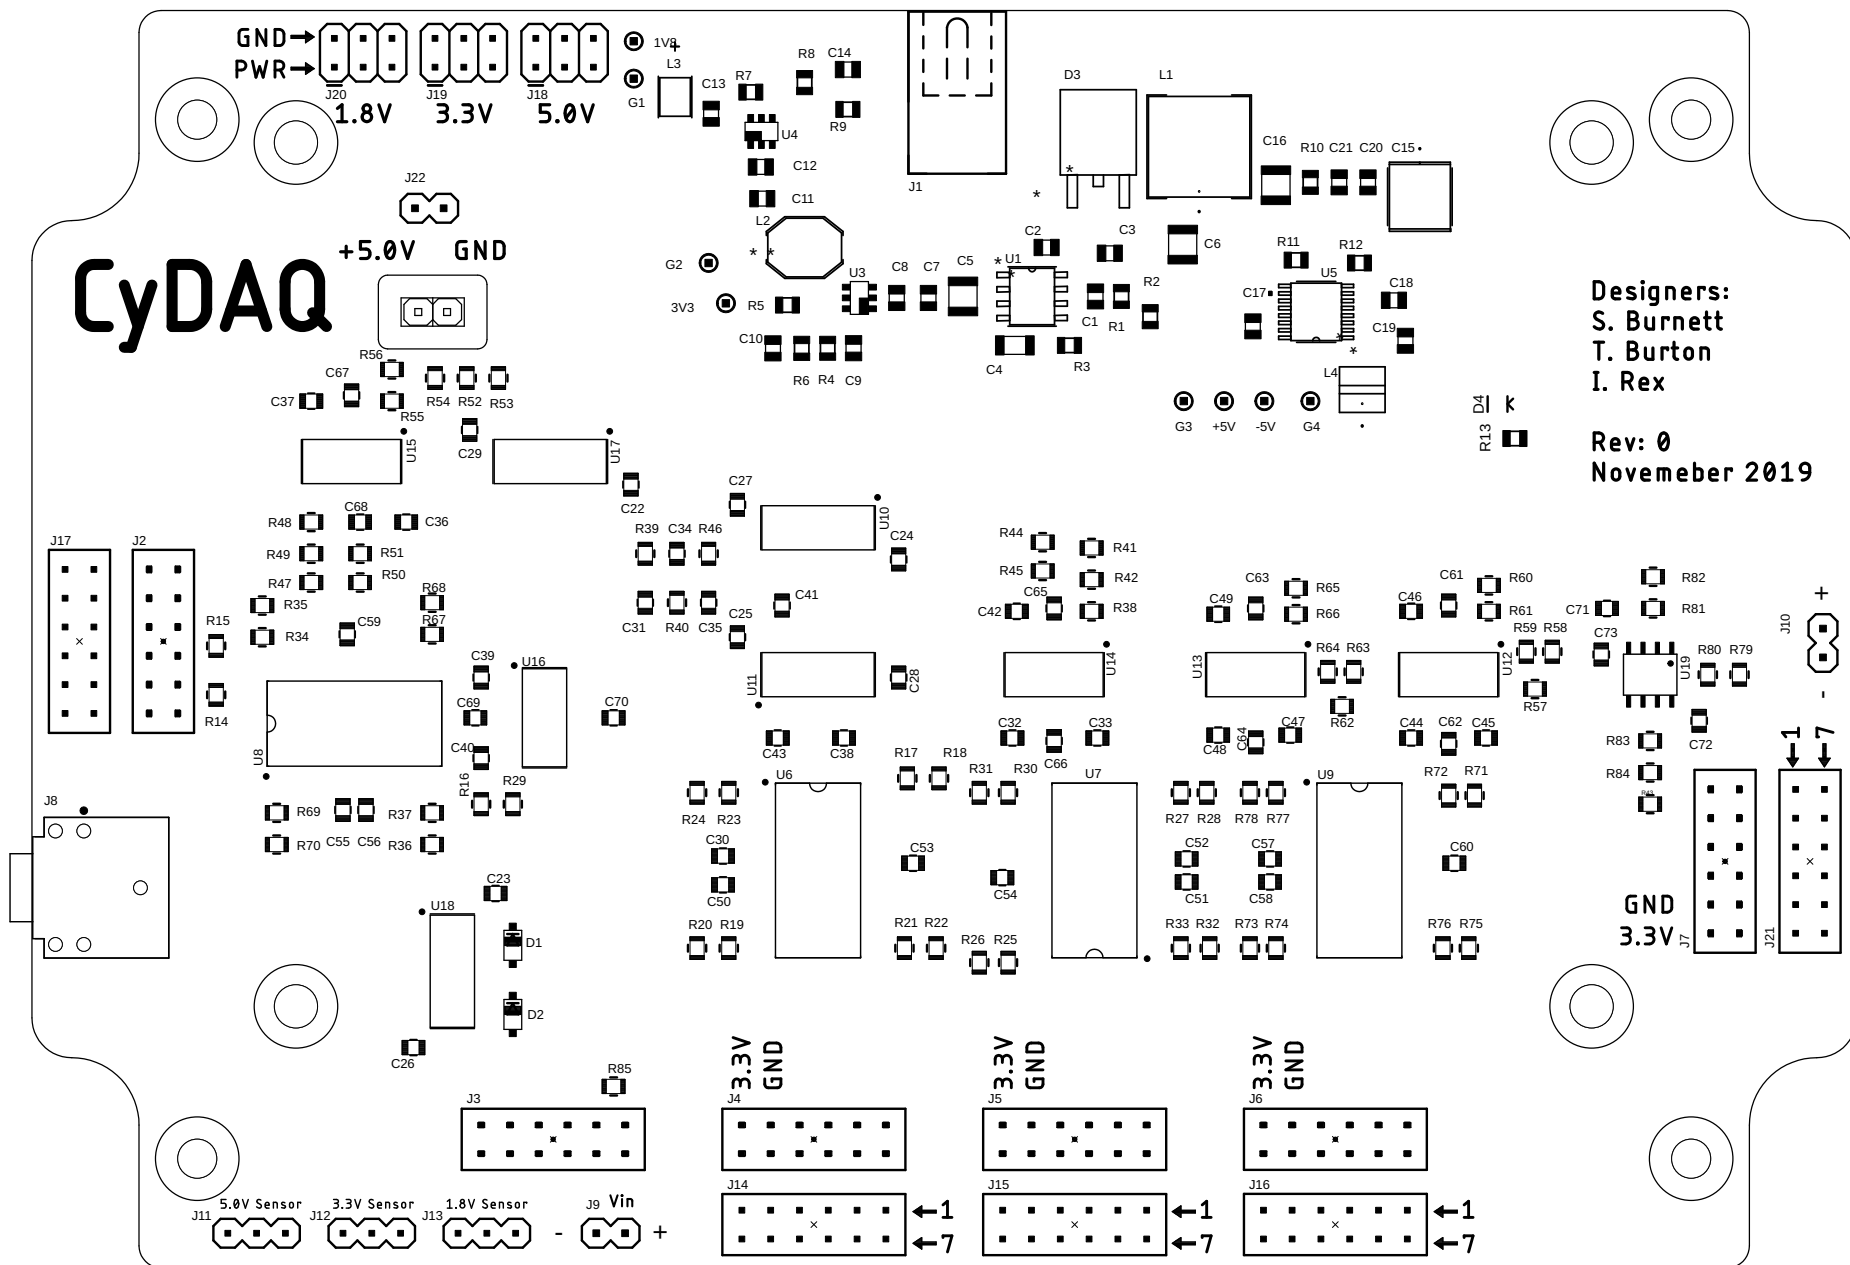 GND
PWR
J20 J19 J18
1.8V 3.3V 5.0V
1V8
+
L3
G1
C13
R7
R8
C14
R9
U4
C12
C11
J1
D3
L1
*
*
C16
R10 C21 C20 C15
J22
+5.0V GND
CyDAQ
L2
* *
G2
3V3
R5
U3
C8 C7 C5
C10
R6 R4 C9
C2
C3
* U1
*
C6
R2
C1
R1
C4
R3
R11 R12
U5
C17
C18
C19
*
*
L4
G3 +5V -5V G4
D4 K
R13
Designers:
S. Burnett
T. Burton
I. Rex
Rev: 0
Novemeber 2019
R56
C67
C37
R55
R54 R52 R53
C29
U15
U17
C22
C27
U10
C24
R48 C68 C36
R49 R51
R47 R50
J17 J2
R35
R34
R15
R14
C59
R68
R67
R39 C34 R46
C31 R40 C35
C25
C41
C28
U11
C43 C38
C39
U16
C69
C70
C40
U8
R16
R29
R44
R45
R41
R42
R38
C65
C42
U14
C32 C33
C66
C63
C49
R65
R66
U13
R64 R63
R62
C48 C64 C47
C61
C46
R60
R61
U12
R59 R58
R57
C44 C62 C45
C71
C73
R82
R81
U19
R80 R79
C72
R83
R84
R43
J10
+
-
1 7
J8
R69
R70
C55 C56
R37
R36
C23
U18
D1
D2
C26
R85
R24 R23
C30
C50
R20 R19
U6
R17 R18
C53
R21 R22
R31 R30
C54
R26 R25
U7
R27 R28 R78 R77
C52 C57
C51 C58
R33 R32 R73 R74
U9
R72 R71
C60
R76 R75
GND
3.3V
J7
J21
3.3V
GND
3.3V
GND
3.3V
GND
J3 J4 J5 J6
J14 J15 J16
1
7
1
7
1
7
5.0V Sensor 3.3V Sensor 1.8V Sensor
J11 J12 J13
J9 Vin
- +